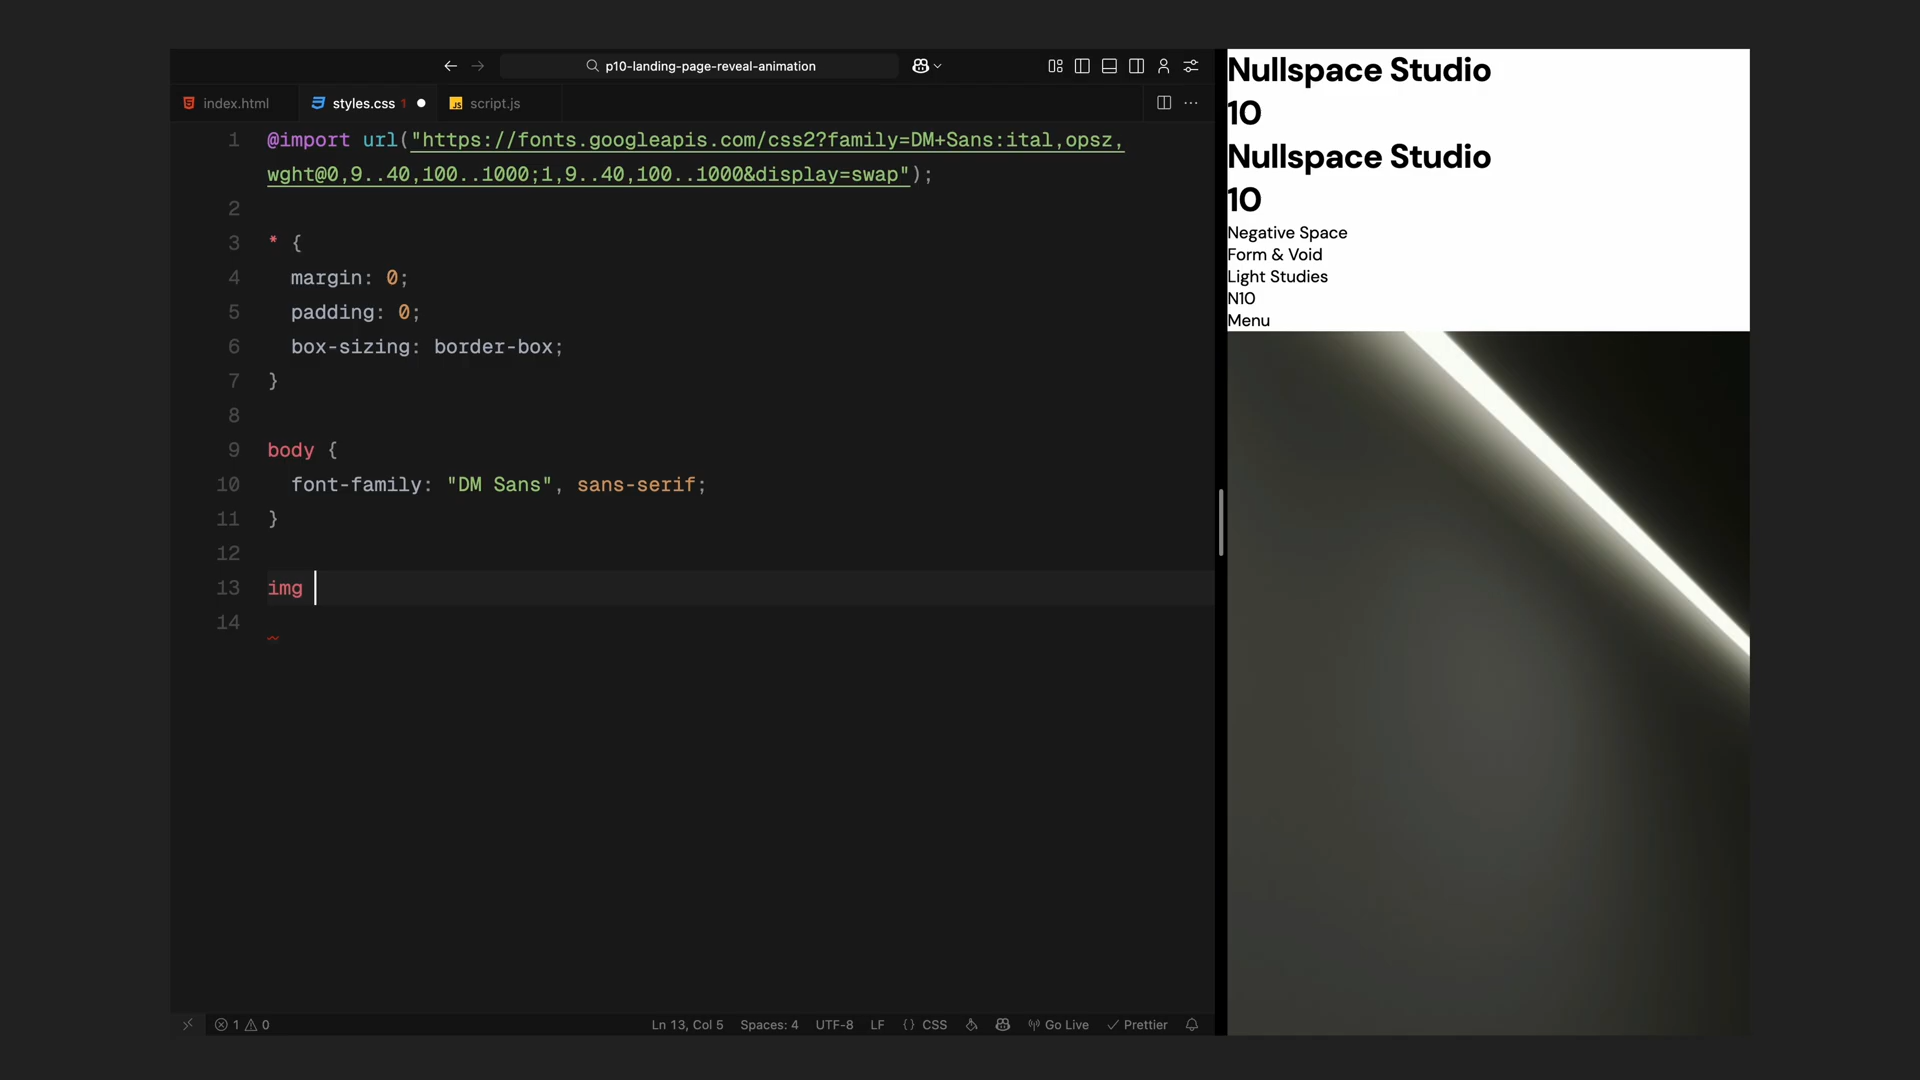 p10-landing-page-reveal-animation
index.html
styles.css 1
JS script.js
1 @import url("https://fonts.googleapis.com/css2?family=DM+Sans:ital,opsz,
wght@0,9..40,100..1000;1,9..40,100..1000&display=swap");
2
3 * {
4 margin: 0;
5 padding: 0;
6 box-sizing: border-box;
7 }
8
9 body {
10 font-family: "DM Sans", sans-serif;
11 }
12
13 img
14
1 0
Ln 13, Col 5 Spaces: 4 UTF-8 LF {} CSS Go Live Prettier
Nullspace Studio
10
Nullspace Studio
10
Negative Space
Form & Void
Light Studies
N10
Menu